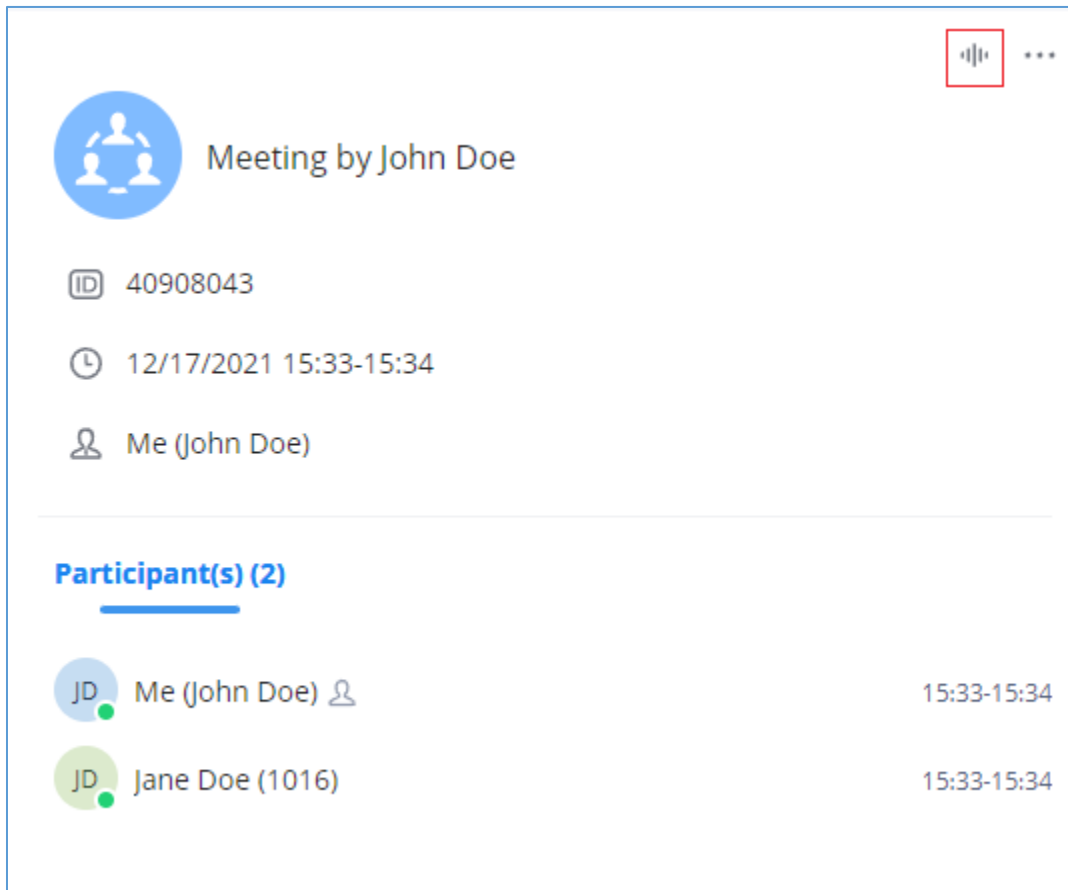 Meeting by John Doe
ID 40908043
12/17/2021 15:33-15:34
Me (John Doe)
Participant(s) (2)
JD Me (John Doe) 15:33-15:34
JD Jane Doe (1016) 15:33-15:34